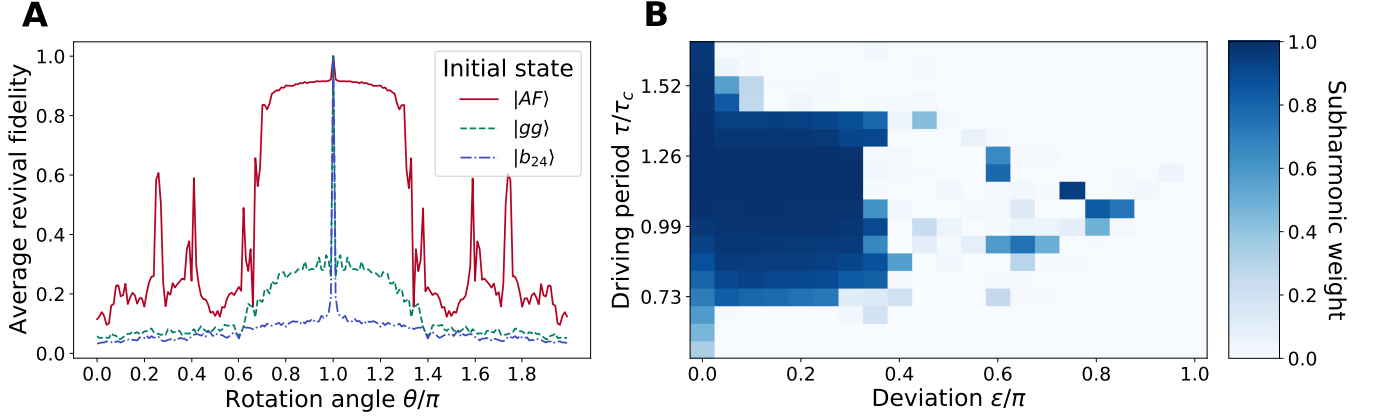 A
Average revival fidelity
1.0
0.8
0.6
0.4
0.2
0.0
0.0 0.2 0.4 0.6 0.8 1.0 1.2 1.4 1.6 1.8
Rotation angle θ/π
Initial state
|AF⟩
|gg⟩
|b₂₄⟩
B
Driving period τ/τ_c
1.52
1.26
0.99
0.73
0.0 0.2 0.4 0.6 0.8 1.0
Deviation ε/π
1.0
0.8
0.6
0.4
0.2
0.0
Subharmonic weight